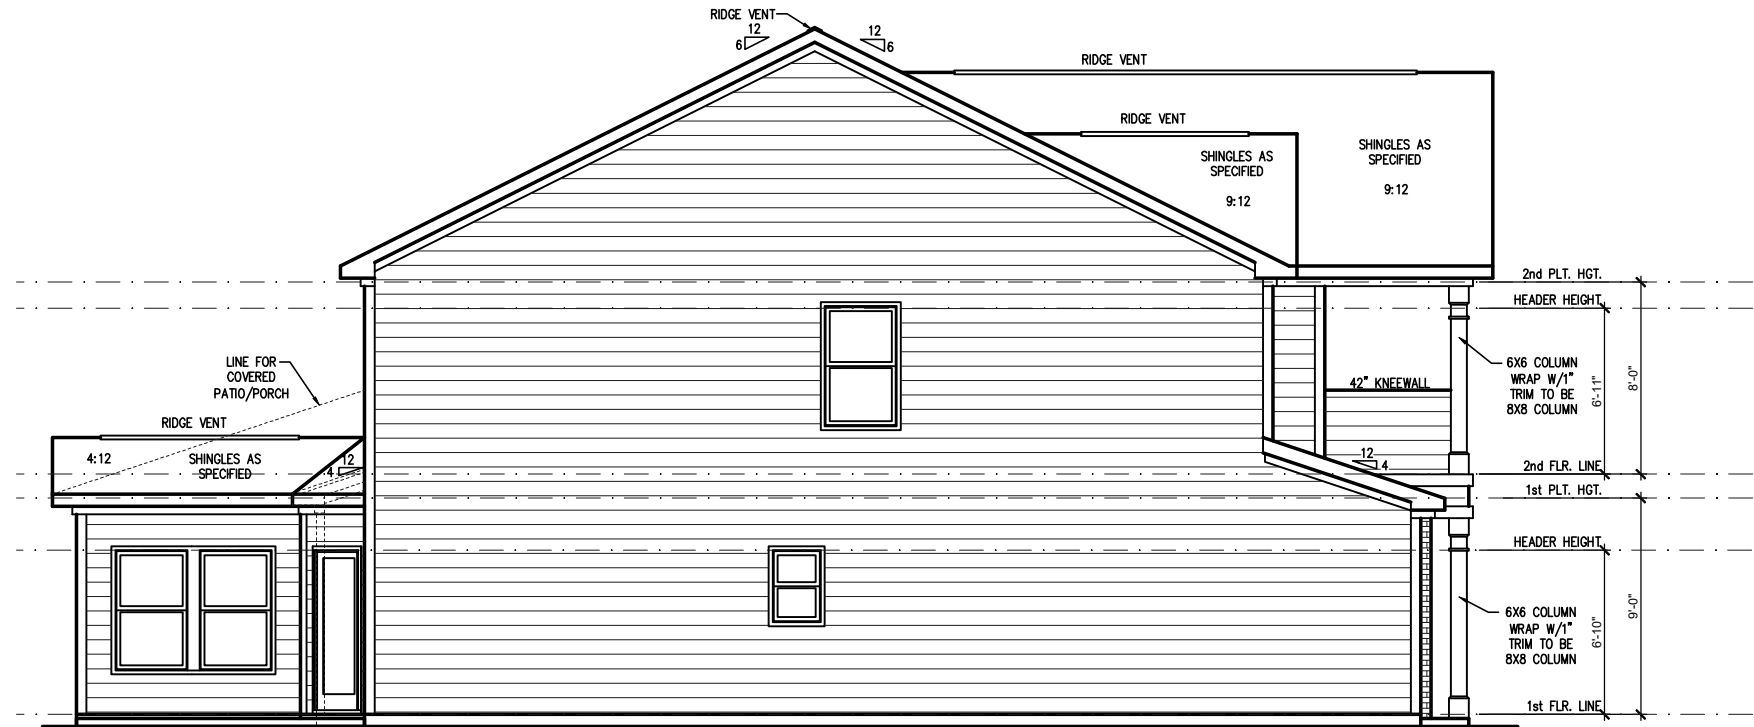 RIDGE VENT
12
6
12
6
RIDGE VENT
RIDGE VENT
SHINGLES AS
SPECIFIED
9:12
SHINGLES AS
SPECIFIED
9:12
2nd PLT. HGT.
HEADER HEIGHT
LINE FOR
COVERED
PATIO/PORCH
6X6 COLUMN
WRAP W/1"
TRIM TO BE
8X8 COLUMN
42" KNEEWALL
6'-11"
8'-0"
RIDGE VENT
4:12
SHINGLES AS
SPECIFIED
12
4
12
4
2nd FLR. LINE
1st PLT. HGT.
HEADER HEIGHT
6X6 COLUMN
WRAP W/1"
TRIM TO BE
8X8 COLUMN
6'-10"
9'-0"
1st FLR. LINE